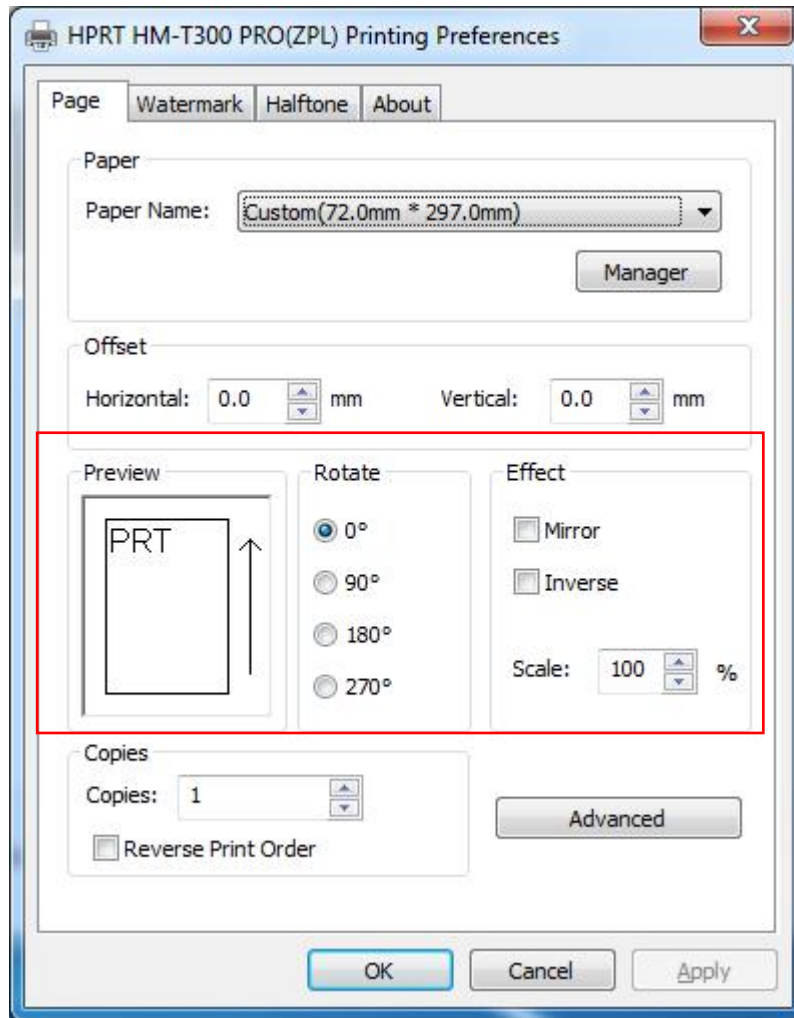 HPRT HM-T300 PRO(ZPL) Printing Preferences
Page Watermark Halftone About
Paper
Paper Name: Custom(72.0mm * 297.0mm)
Manager
Offset
Horizontal: 0.0 mm Vertical: 0.0 mm
Preview Rotate Effect
PRT
0° Mirror
90° Inverse
180°
Scale: 100 %
270°
Copies
Copies: 1
Advanced
Reverse Print Order
OK Cancel Apply